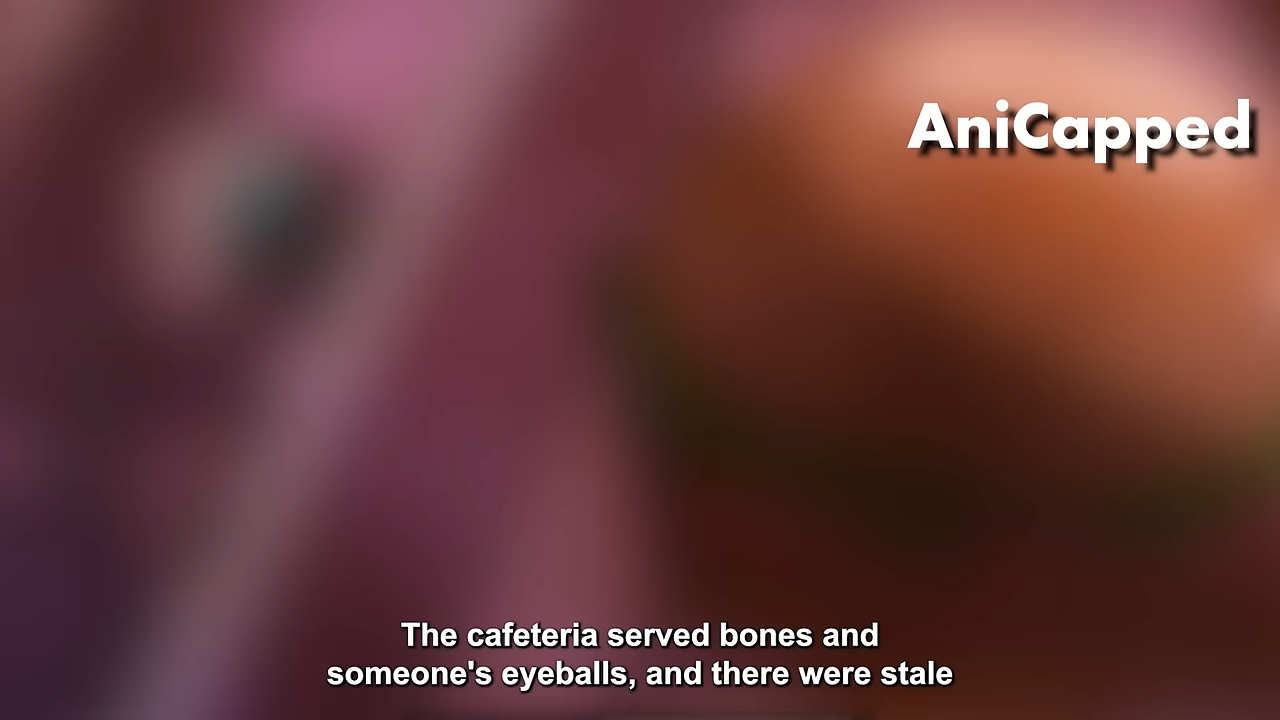 AniCapped
The cafeteria served bones and
someone's eyeballs, and there were stale